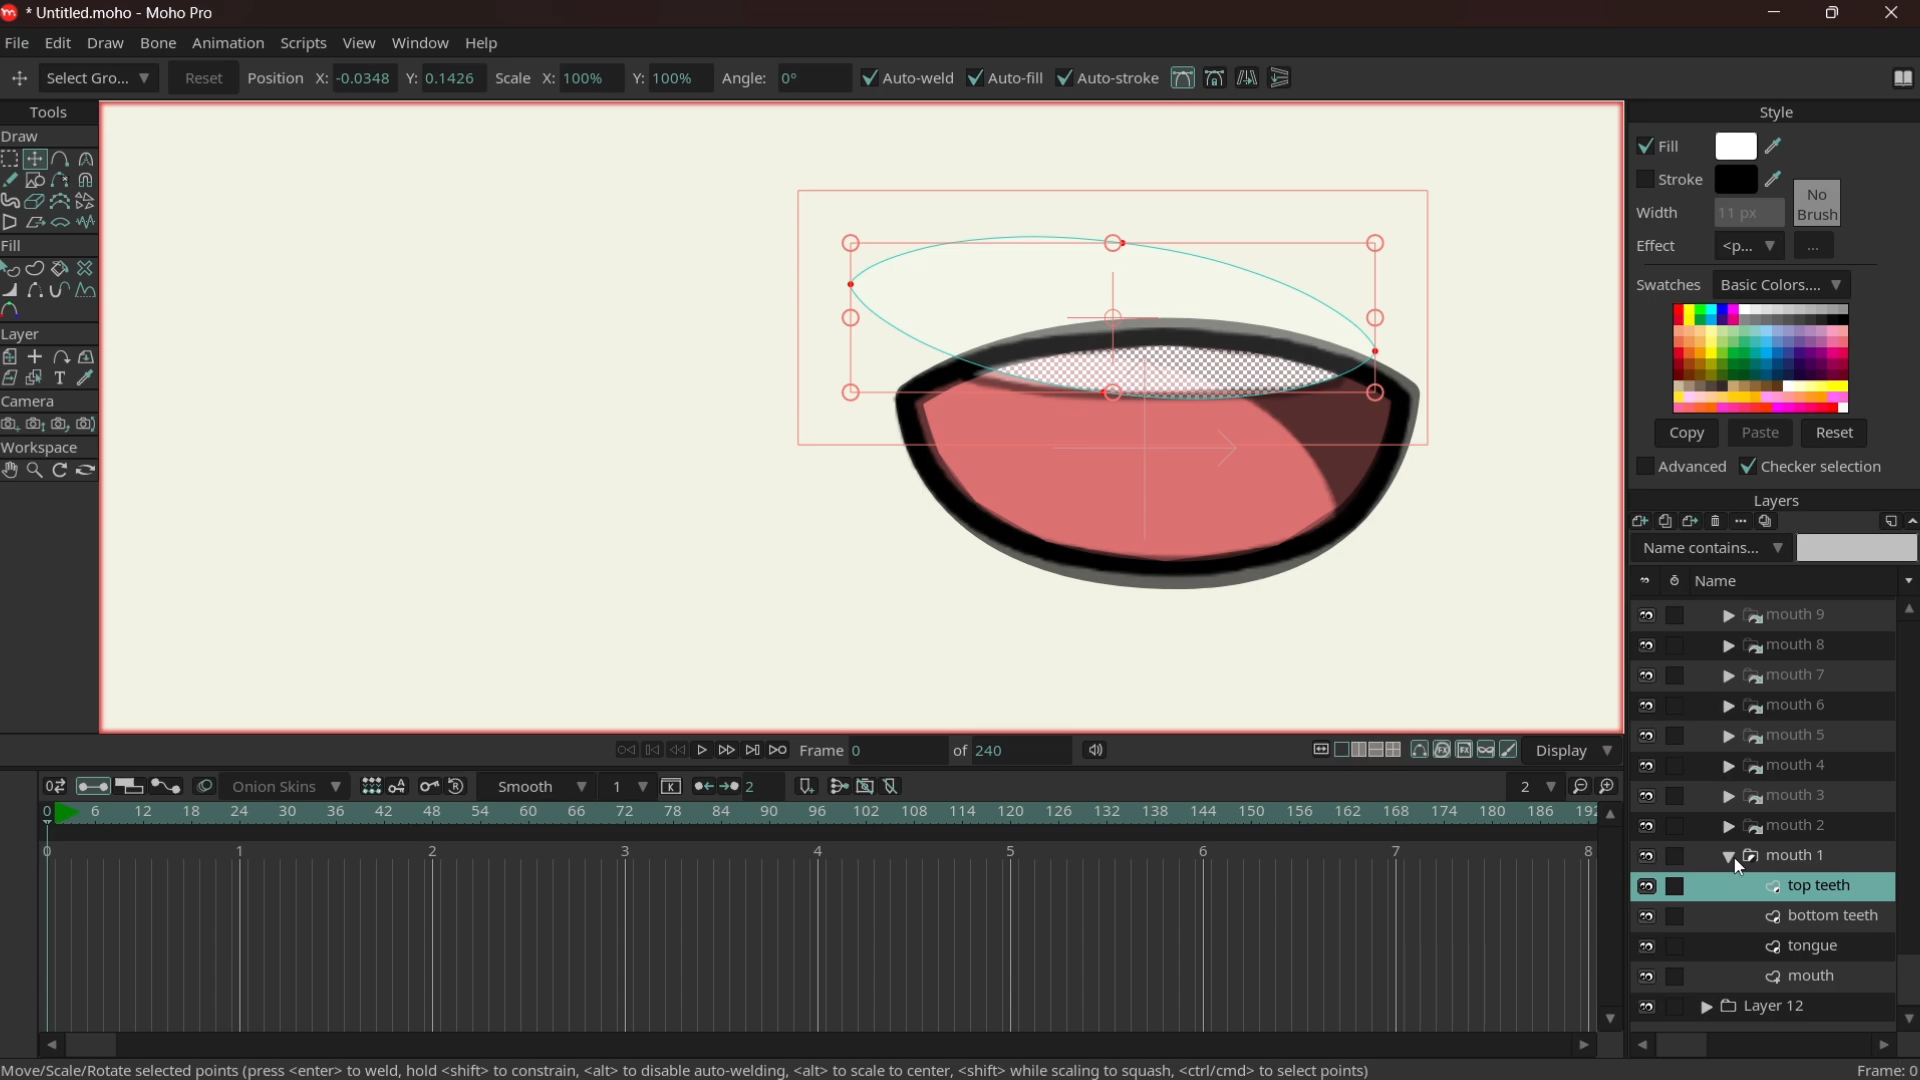 * Untitled.moho - Moho Pro
File Edit Draw Bone Animation Scripts View Window Help
Select Gro... Reset Position X: -0.0348 Y: 0.1426 Scale X: 100% Y: 100% Angle: 0° Auto-weld Auto-fill Auto-stroke
Tools
Draw
Fill
Layer
T
Camera
Workspace
Style
Fill
Stroke
No
Brush
Width 11 px
Effect <p... ...
Swatches Basic Colors....
Copy Paste Reset
Advanced Checker selection
Layers
Name contains...
Name
mouth 9
mouth 8
mouth 7
mouth 6
mouth 5
mouth 4
mouth 3
mouth 2
mouth 1
top teeth
bottom teeth
tongue
mouth
Layer 12
Frame 0 of 240 Display
Onion Skins Smooth 1 K 2 2
0 6 12 18 24 30 36 42 48 54 60 66 72 78 84 90 96 102 108 114 120 126 132 138 144 150 156 162 168 174 180 186 192
0 1 2 3 4 5 6 7 8
Move/Scale/Rotate selected points (press <enter> to weld, hold <shift> to constrain, <alt> to disable auto-welding, <alt> to scale to center, <shift> while scaling to squash, <ctrl/cmd> to select points) Frame: 0